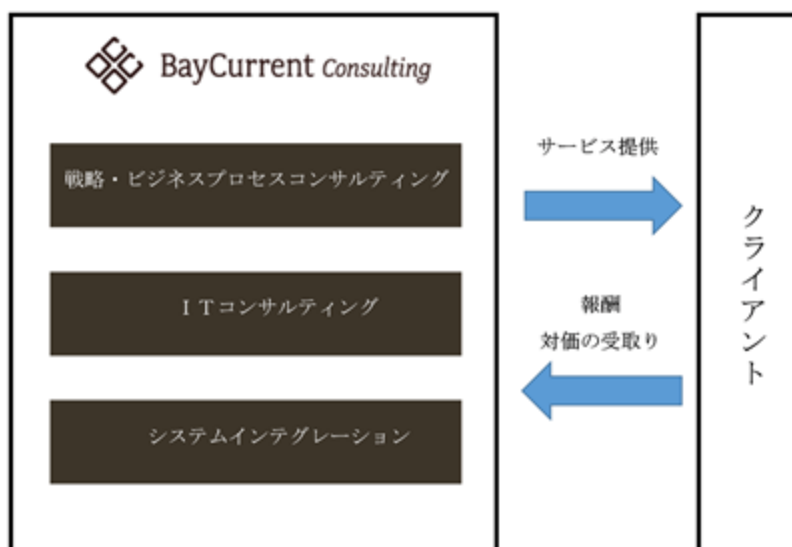 BayCurrent Consulting
戦略・ビジネスプロセスコンサルティング
ＩＴコンサルティング
システムインテグレーション
サービス提供
報酬
対価の受取り
クライアント